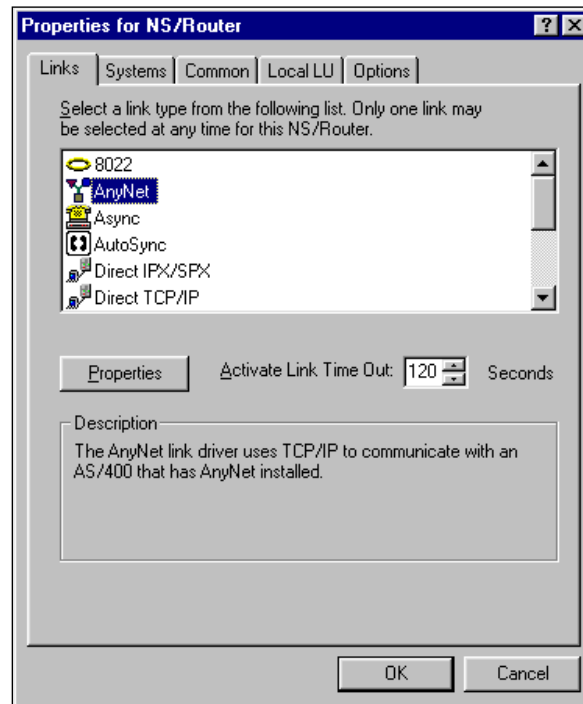 Properties for NS/Router
Links Systems Common Local LU Options
Select a link type from the following list. Only one link may
be selected at any time for this NS/Router.
8022
AnyNet
Async
AutoSync
Direct IPX/SPX
Direct TCP/IP
Properties Activate Link Time Out: 120 Seconds
Description
The AnyNet link driver uses TCP/IP to communicate with an
AS/400 that has AnyNet installed.
OK Cancel